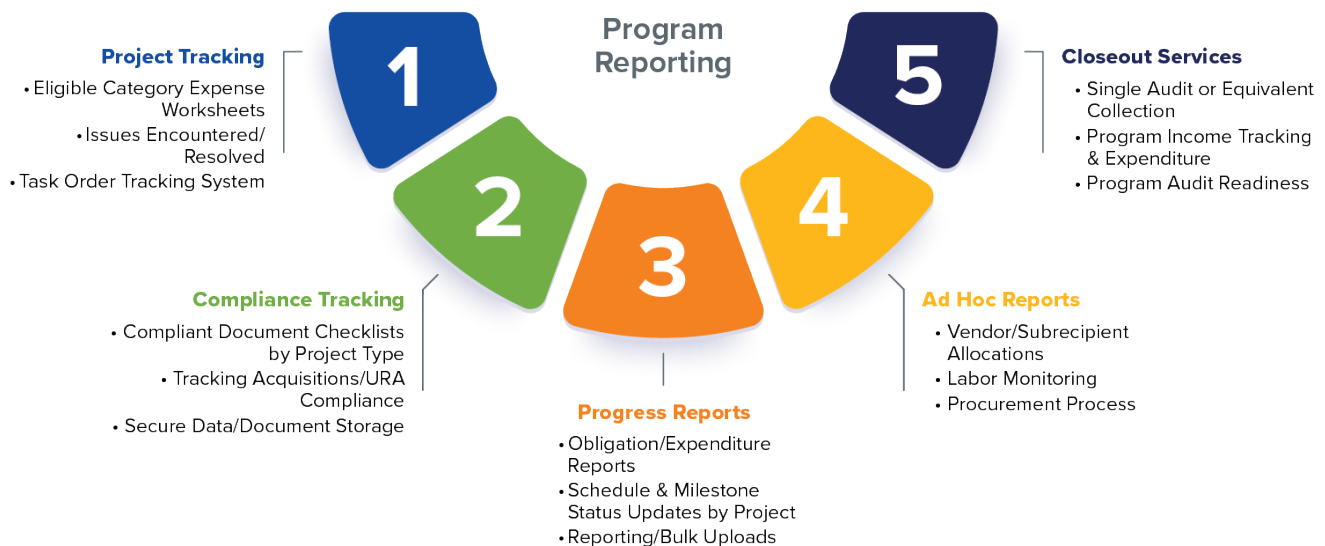 Program
Reporting
1
Project Tracking
• Eligible Category Expense
Worksheets
• Issues Encountered/
Resolved
• Task Order Tracking System
2
Compliance Tracking
• Compliant Document Checklists
by Project Type
• Tracking Acquisitions/URA
Compliance
• Secure Data/Document Storage
3
Progress Reports
• Obligation/Expenditure
Reports
• Schedule & Milestone
Status Updates by Project
• Reporting/Bulk Uploads
4
Ad Hoc Reports
• Vendor/Subrecipient
Allocations
• Labor Monitoring
• Procurement Process
5
Closeout Services
• Single Audit or Equivalent
Collection
• Program Income Tracking
& Expenditure
• Program Audit Readiness